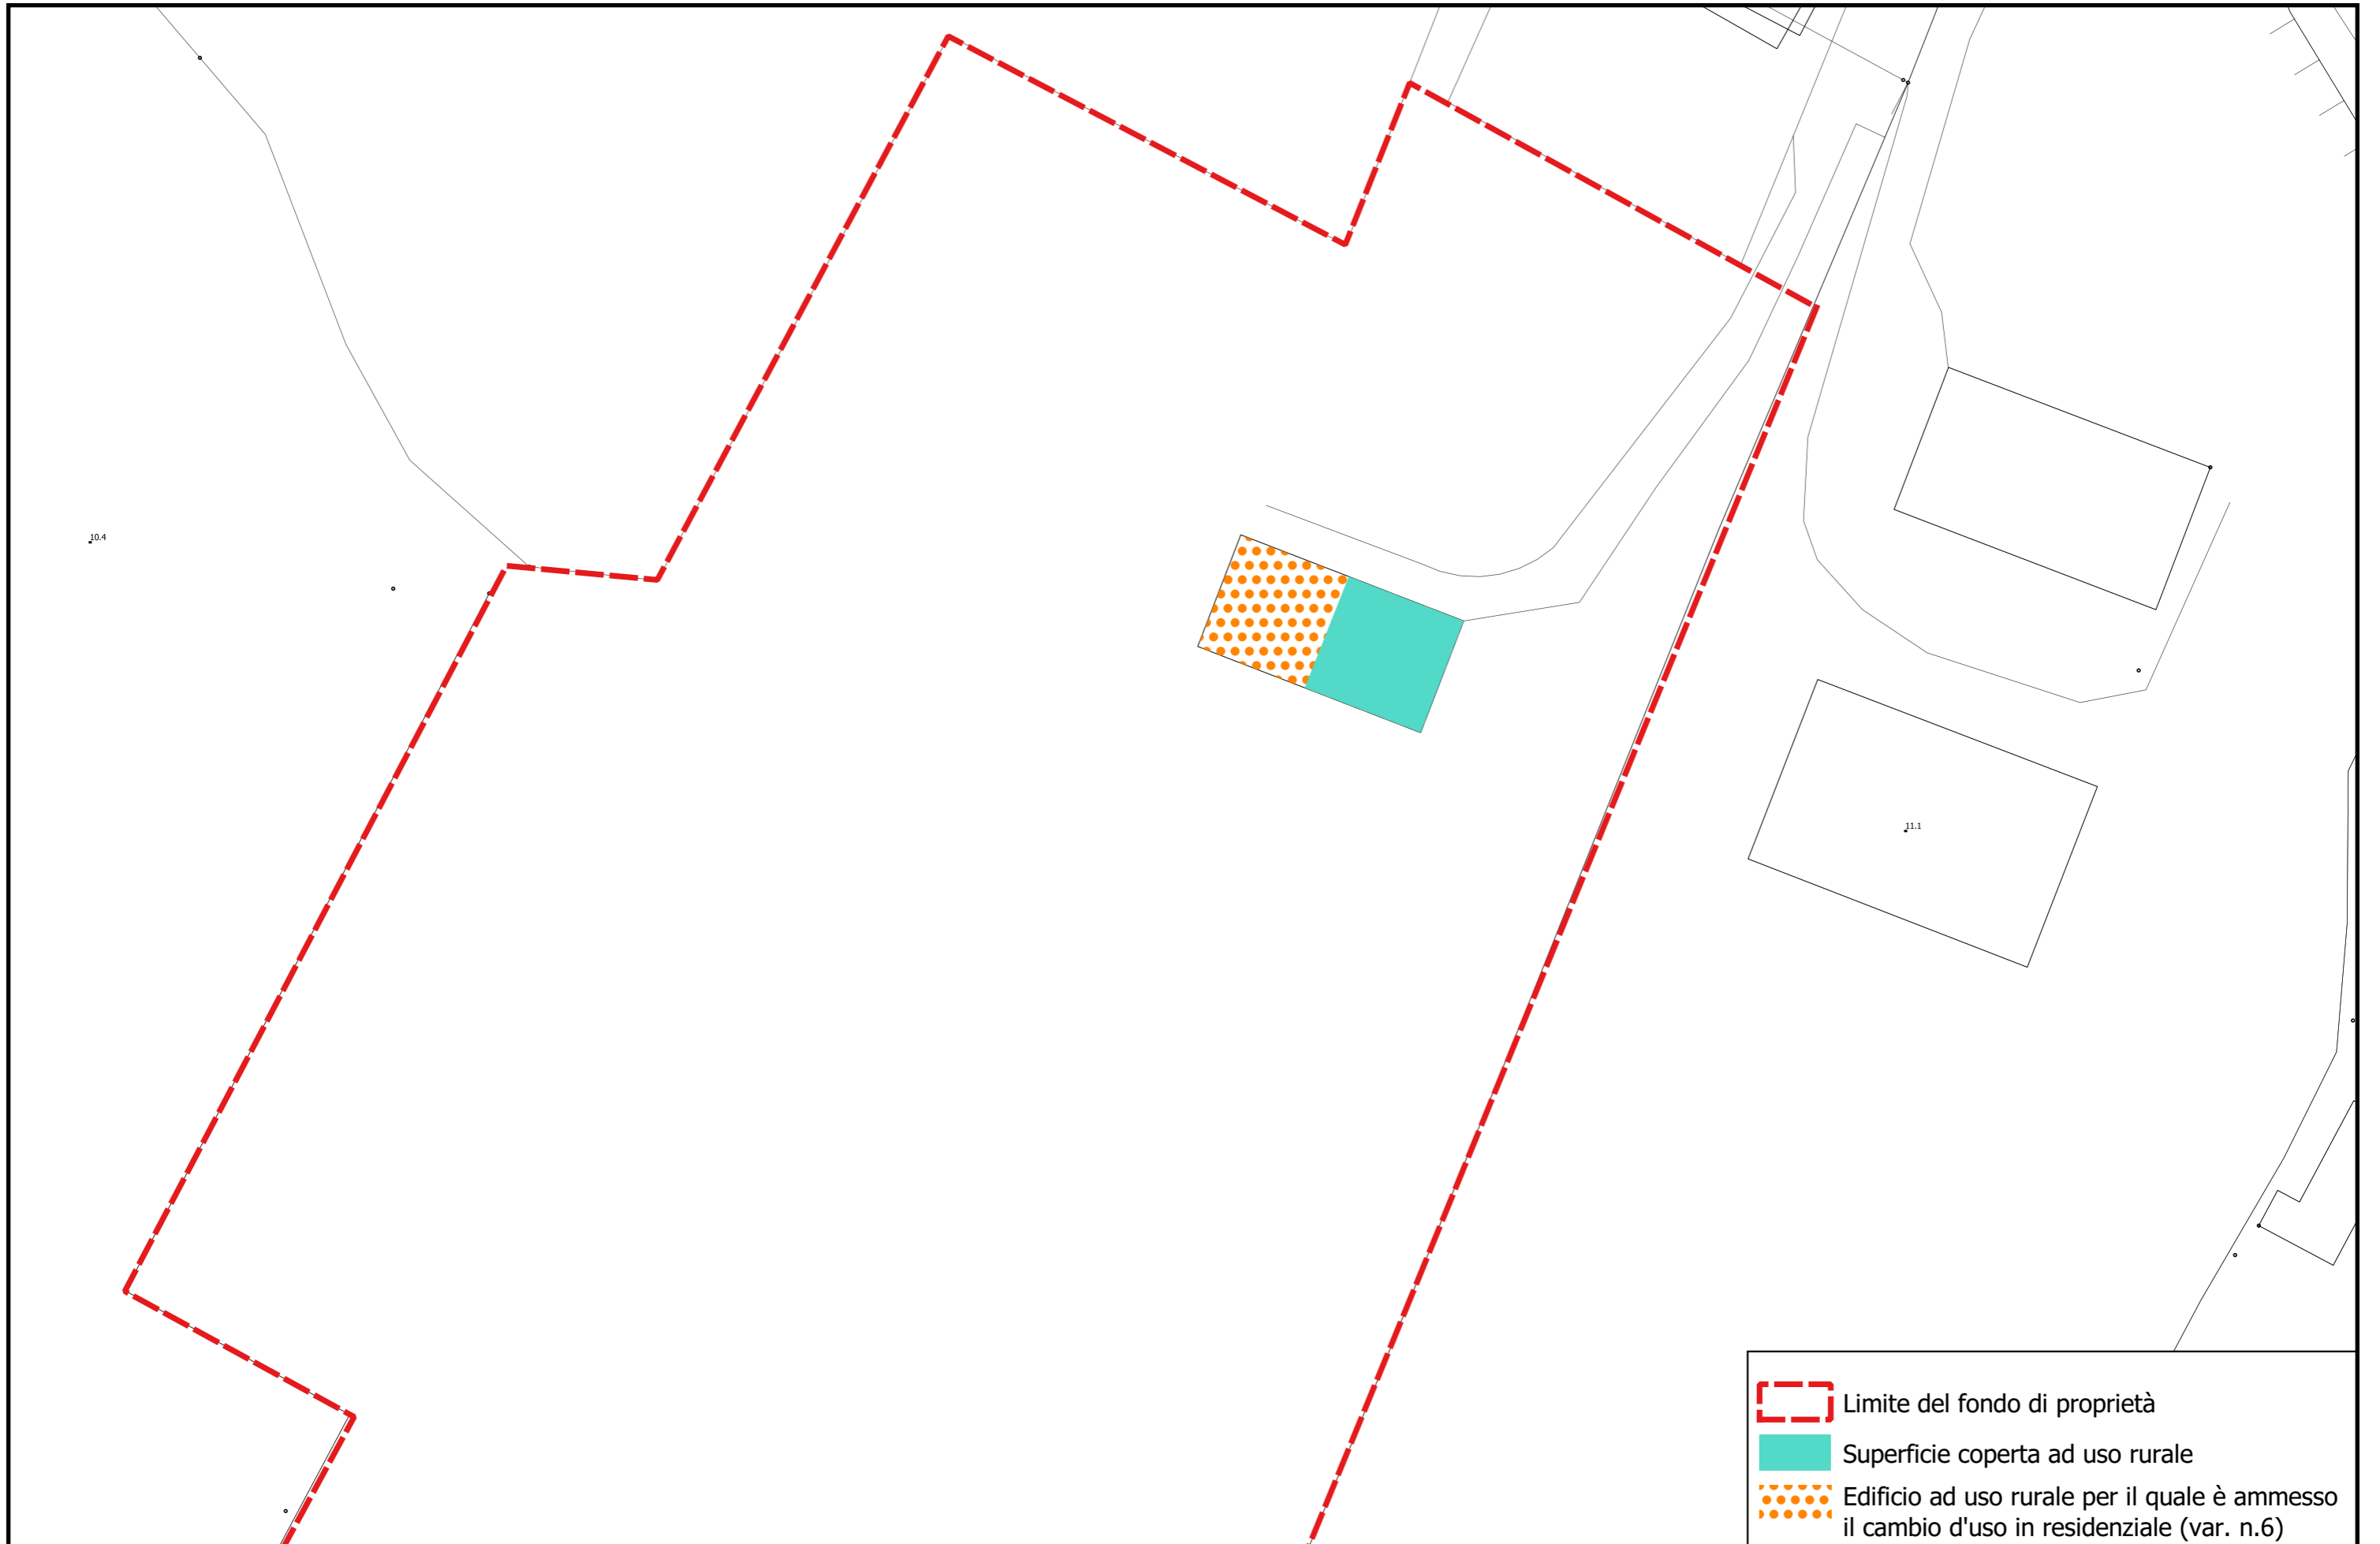 10.4
11.1
Limite del fondo di proprietà
Superficie coperta ad uso rurale
Edificio ad uso rurale per il quale è ammesso
il cambio d'uso in residenziale (var. n.6)